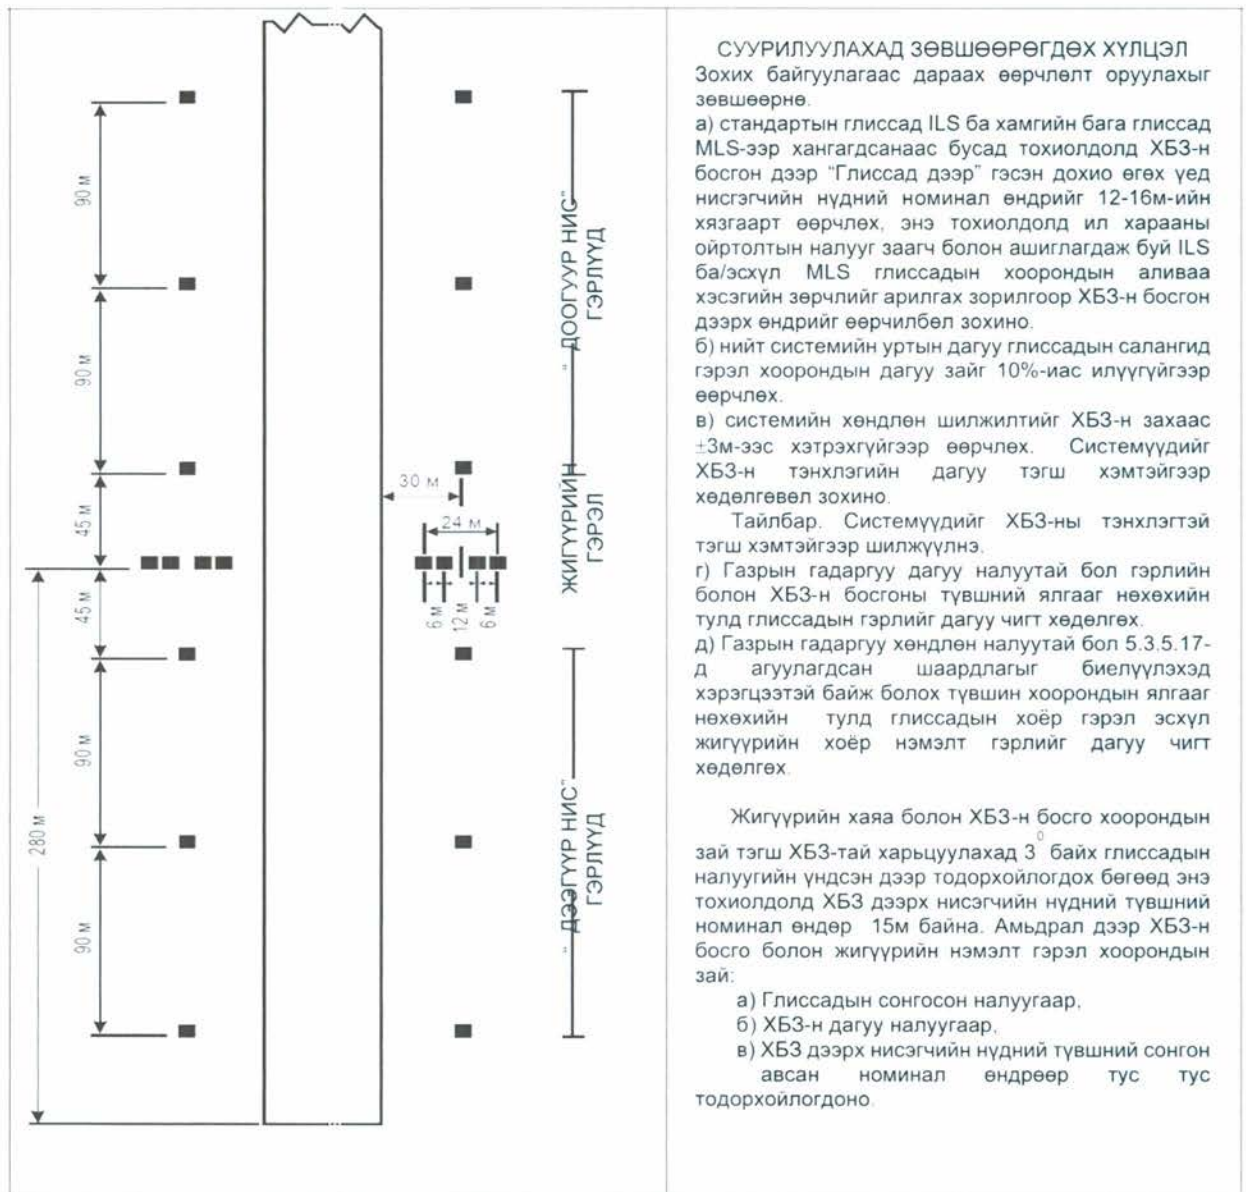 90 м
90 м
45 м
45 м
280 м
90 м
90 м
30 м
24 м
6 м
12 м
6 м
" ДООГУУР НИС"
ГЭРЛҮҮД
ЖИГҮҮРИЙН
ГЭРЭЛ
" ДЭЭГҮҮР НИС"
ГЭРЛҮҮД
СУУРИЛУУЛАХАД ЗӨВШӨӨРӨГДӨХ ХҮЛЦЭЛ
Зохих байгуулагаас дараах өөрчлөлт оруулахыг
зөвшөөрнө.
а) стандартын глиссад ILS ба хамгийн бага глиссад
MLS-ээр хангагдсанаас бусад тохиолдолд ХБЗ-н
босгон дээр "Глиссад дээр" гэсэн дохио өгөх үед
нисгэгчийн нүдний номинал өндрийг 12-16м-ийн
хязгаарт өөрчлөх, энэ тохиолдолд ил харааны
ойртолтын налууг заагч болон ашиглагдаж буй ILS
ба/эсхүл MLS глиссадын хоорондын аливаа
хэсэгийн зөрчлийг арилгах зорилгоор ХБЗ-н босгон
дээрх өндрийг өөрчилбөл зохино.
б) нийт системийн уртын дагуу глиссадын салангид
гэрэл хоорондын дагуу зайг 10%-иас илүүгүйгээр
өөрчлөх.
в) системийн хөндлөн шилжилтийг ХБЗ-н захаас
±3м-ээс хэтрэхгүйгээр өөрчлөх. Системүүдийг
ХБЗ-н тэнхлэгийн дагуу тэгш хэмтэйгээр
хөдөлгөвөл зохино.
Тайлбар. Системүүдийг ХБЗ-ны тэнхлэгтэй
тэгш хэмтэйгээр шилжүүлнэ.
г) Газрын гадаргуу дагуу налуутай бол гэрлийн
болон ХБЗ-н босгоны түвшний ялгааг нөхөхийн
тулд глиссадын гэрлийг дагуу чигт хөдөлгөх.
д) Газрын гадаргуу хөндлөн налуутай бол 5.3.5.17-
д агуулагдсан шаардлагыг биелүүлэхэд
хэрэгцээтэй байж болох түвшин хоорондын ялгааг
нөхөхийн тулд глиссадын хоёр гэрэл эсхүл
жигүүрийн хоёр нэмэлт гэрлийг дагуу чигт
хөдөлгөх.
Жигүүрийн хаяа болон ХБЗ-н босго хоорондын
зай тэгш ХБЗ-тай харьцуулахад 3⁰ байх глиссадын
налуугийн үндсэн дээр тодорхойлогдох бөгөөд энэ
тохиолдолд ХБЗ дээрх нисэгчийн нүдний түвшний
номинал өндөр 15м байна. Амьдрал дээр ХБЗ-н
босго болон жигүүрийн нэмэлт гэрэл хоорондын
зай:
а) Глиссадын сонгосон налуугаар,
б) ХБЗ-н дагуу налуугаар,
в) ХБЗ дээрх нисэгчийн нүдний түвшний сонгон
авсан номинал өндрөөр тус тус
тодорхойлогдоно.